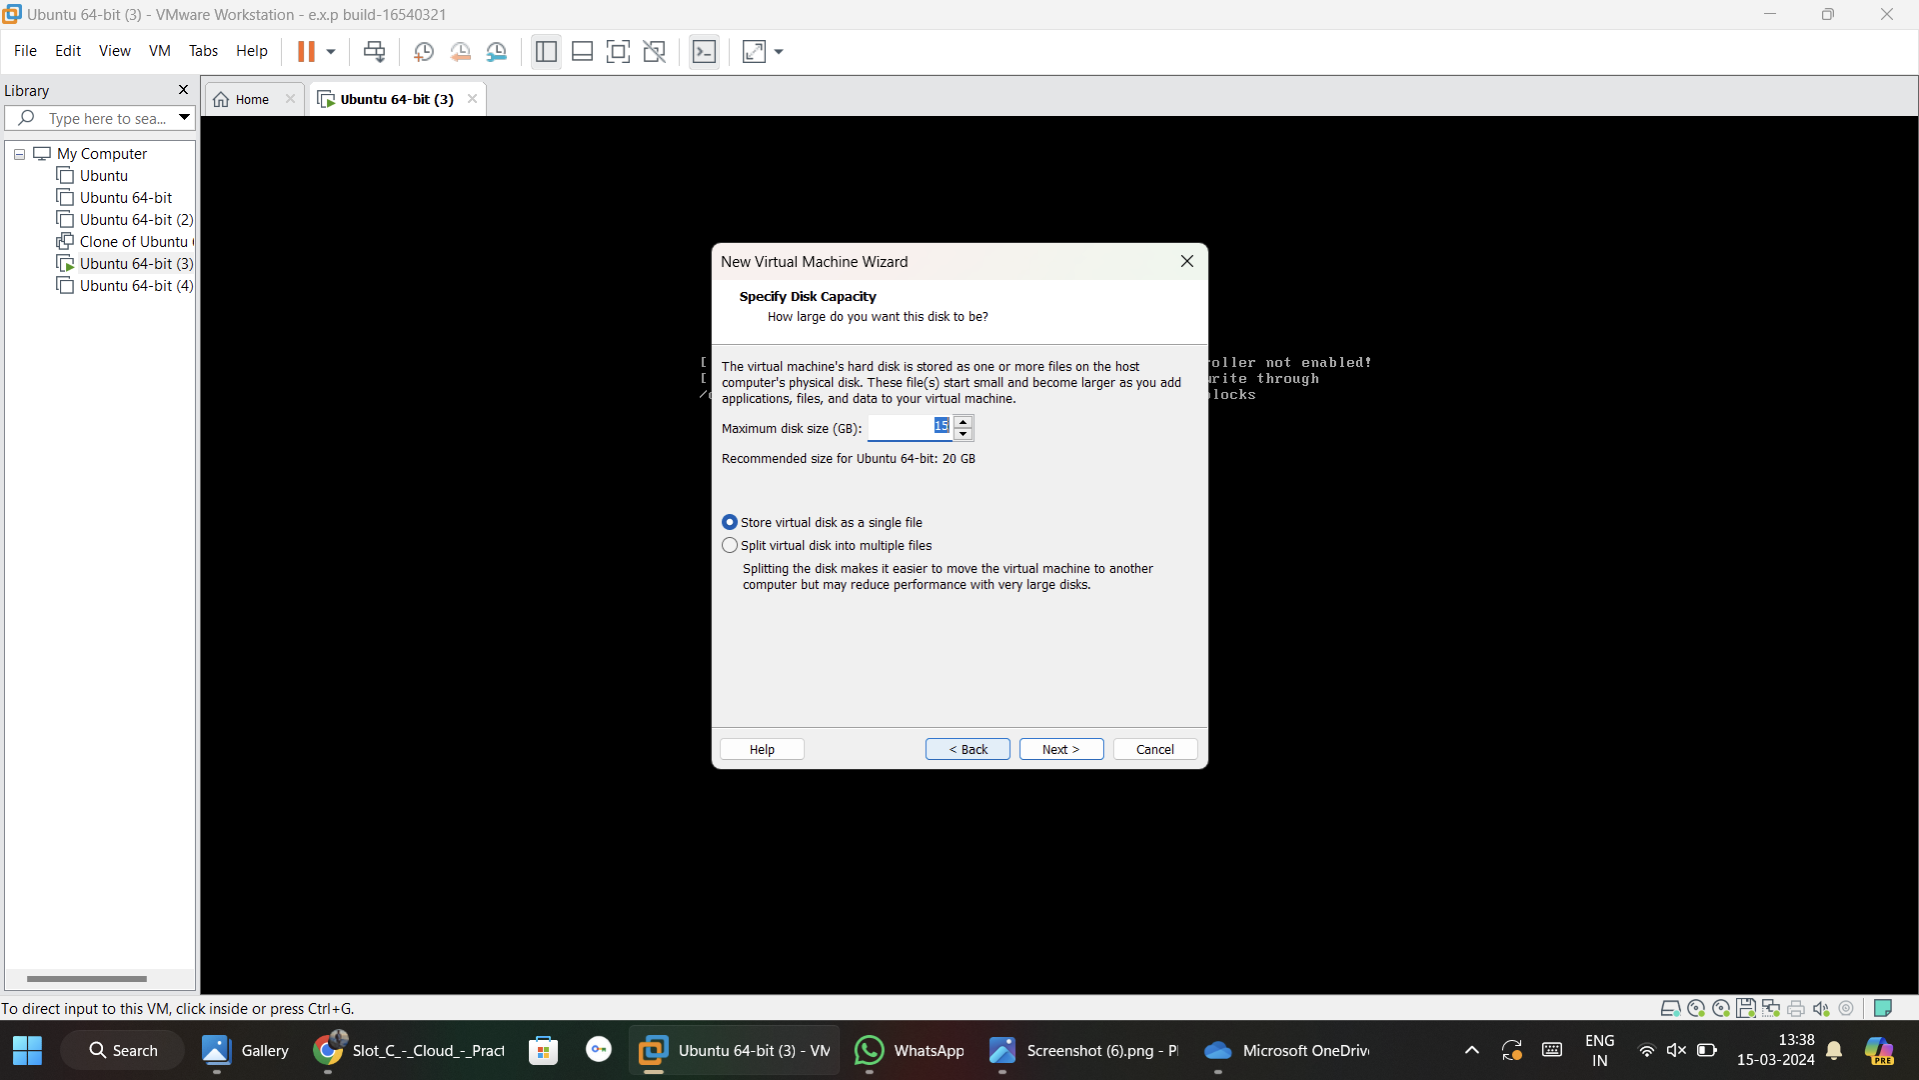 Ubuntu 64-bit (3) - VMware Workstation - e.x.p build-16540321
File Edit View VM Tabs Help
Library
Type here to sea...
Home
Ubuntu 64-bit (3)
My Computer
Ubuntu
Ubuntu 64-bit
Ubuntu 64-bit (2)
Clone of Ubuntu
Ubuntu 64-bit (3)
Ubuntu 64-bit (4)
New Virtual Machine Wizard
Specify Disk Capacity
How large do you want this disk to be?
[ roller not enabled!
[ write through
locks
The virtual machine's hard disk is stored as one or more files on the host
computer's physical disk. These file(s) start small and become larger as you add
applications, files, and data to your virtual machine.
Maximum disk size (GB): 15
Recommended size for Ubuntu 64-bit: 20 GB
Store virtual disk as a single file
Split virtual disk into multiple files
Splitting the disk makes it easier to move the virtual machine to another
computer but may reduce performance with very large disks.
Help < Back Next > Cancel
To direct input to this VM, click inside or press Ctrl+G.
Search Gallery Slot_C_-_Cloud_-_Pract Ubuntu 64-bit (3) - VM WhatsApp Screenshot (6).png - P Microsoft OneDriv
ENG
IN
13:38
15-03-2024
PRE